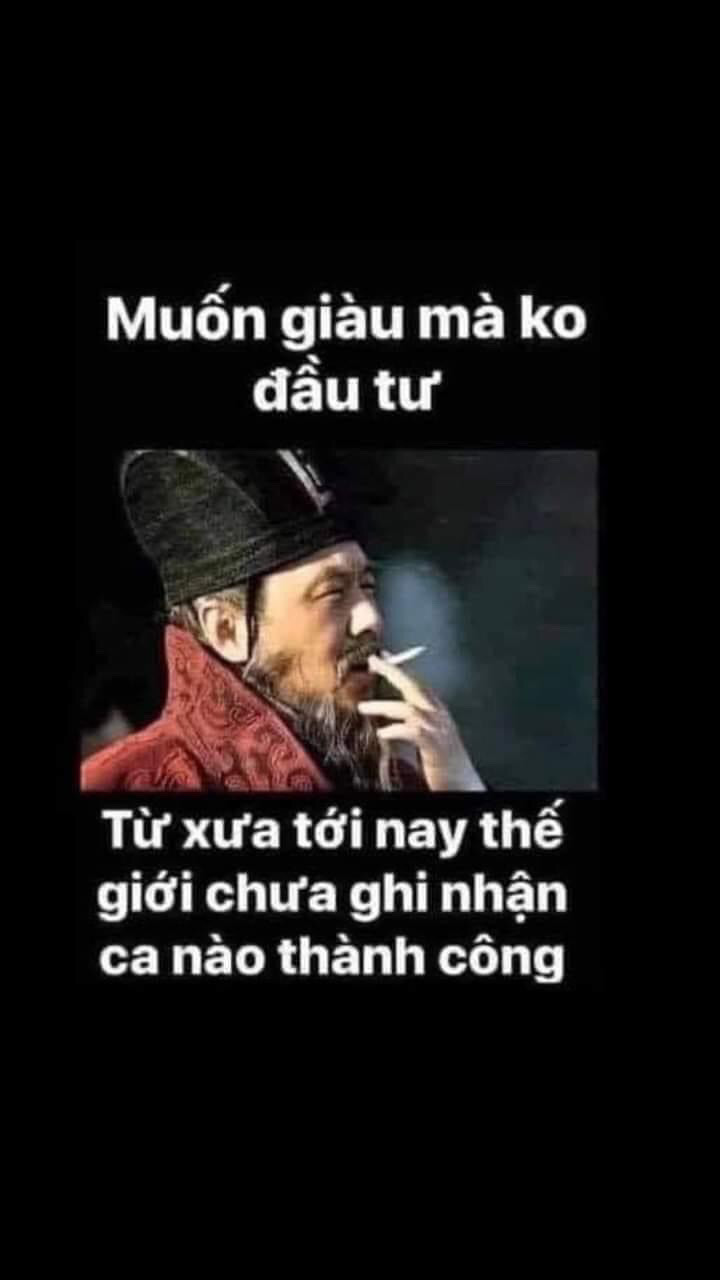 Muốn giàu mà ko
đầu tư
Từ xưa tới nay thế
giới chưa ghi nhận
ca nào thành công